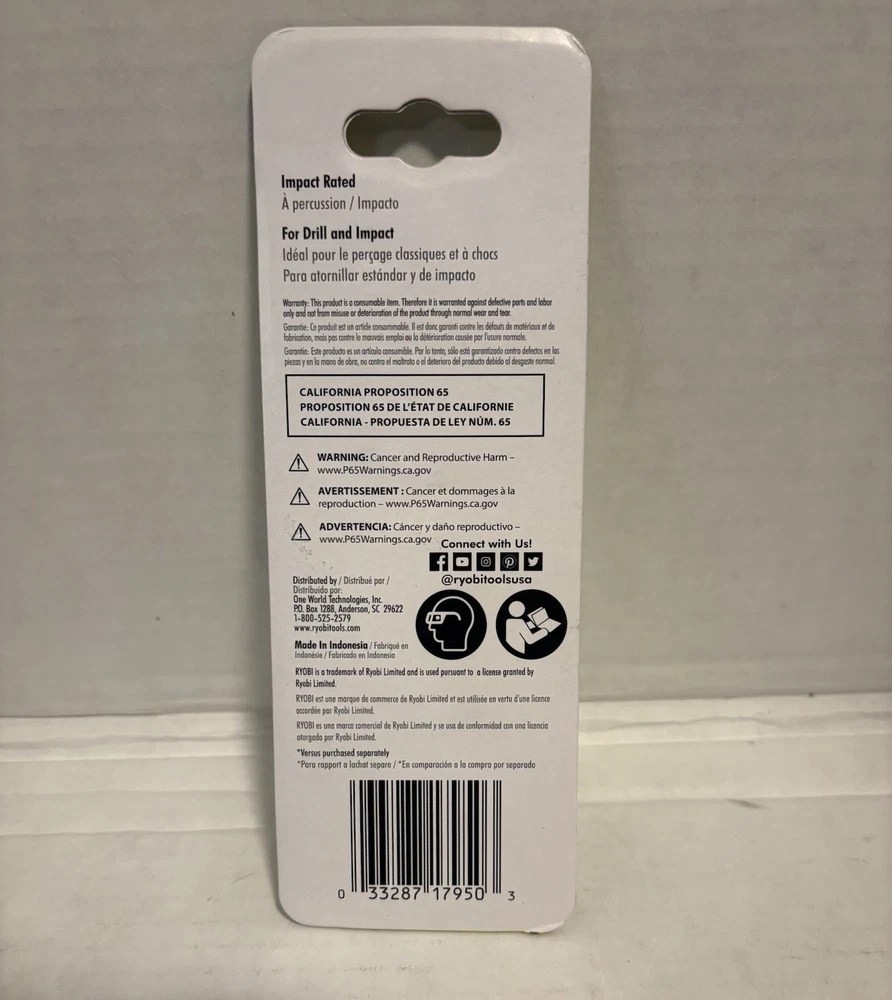 Impact Rated
À percussion / Impacto
For Drill and Impact
Idéal pour le perçage classiques et à chocs
Para atornillar estándar y de impacto
Warranty: This product is a consumable item. Therefore it is warranted against defective parts and labor
only and not from misuse or deterioration of the product through normal wear and tear.
Garantie: Ce produit est un article consommable. Il est donc garanti contre les défauts de matériaux et de
fabrication, mais pas contre le mauvais emploi ou la détérioration causée par l'usure normale.
Garantía: Este producto es un artículo consumible. Por lo tanto, sólo está garantizado contra defectos en las
piezas y en la mano de obra, no contra el maltrato o el deterioro del producto debido al desgaste normal.
CALIFORNIA PROPOSITION 65
PROPOSITION 65 DE L'ÉTAT DE CALIFORNIE
CALIFORNIA - PROPUESTA DE LEY NÚM. 65
WARNING: Cancer and Reproductive Harm –
www.P65Warnings.ca.gov
AVERTISSEMENT : Cancer et dommages à la
reproduction – www.P65Warnings.ca.gov
ADVERTENCIA: Cáncer y daño reproductivo –
www.P65Warnings.ca.gov
Connect with Us!
@ryobitoolsusa
Distributed by / Distribué par /
Distribuido por:
One World Technologies, Inc.
P.O. Box 1288, Anderson, SC 29622
1-800-525-2579
www.ryobitools.com
Made In Indonesia / Fabriqué en
Indonésie / Fabricado en Indonesia
RYOBI is a trademark of Ryobi Limited and is used pursuant to a license granted by
Ryobi Limited.
RYOBI est une marque de commerce de Ryobi Limited et est utilisée en vertu d'une licence
accordée par Ryobi Limited.
RYOBI es una marca comercial de Ryobi Limited y se usa de conformidad con una licencia
otorgada por Ryobi Limited.
*Versus purchased separately
*Para rapport a lachat separe / *En comparación a la compra por separado
0 33287 17950 3